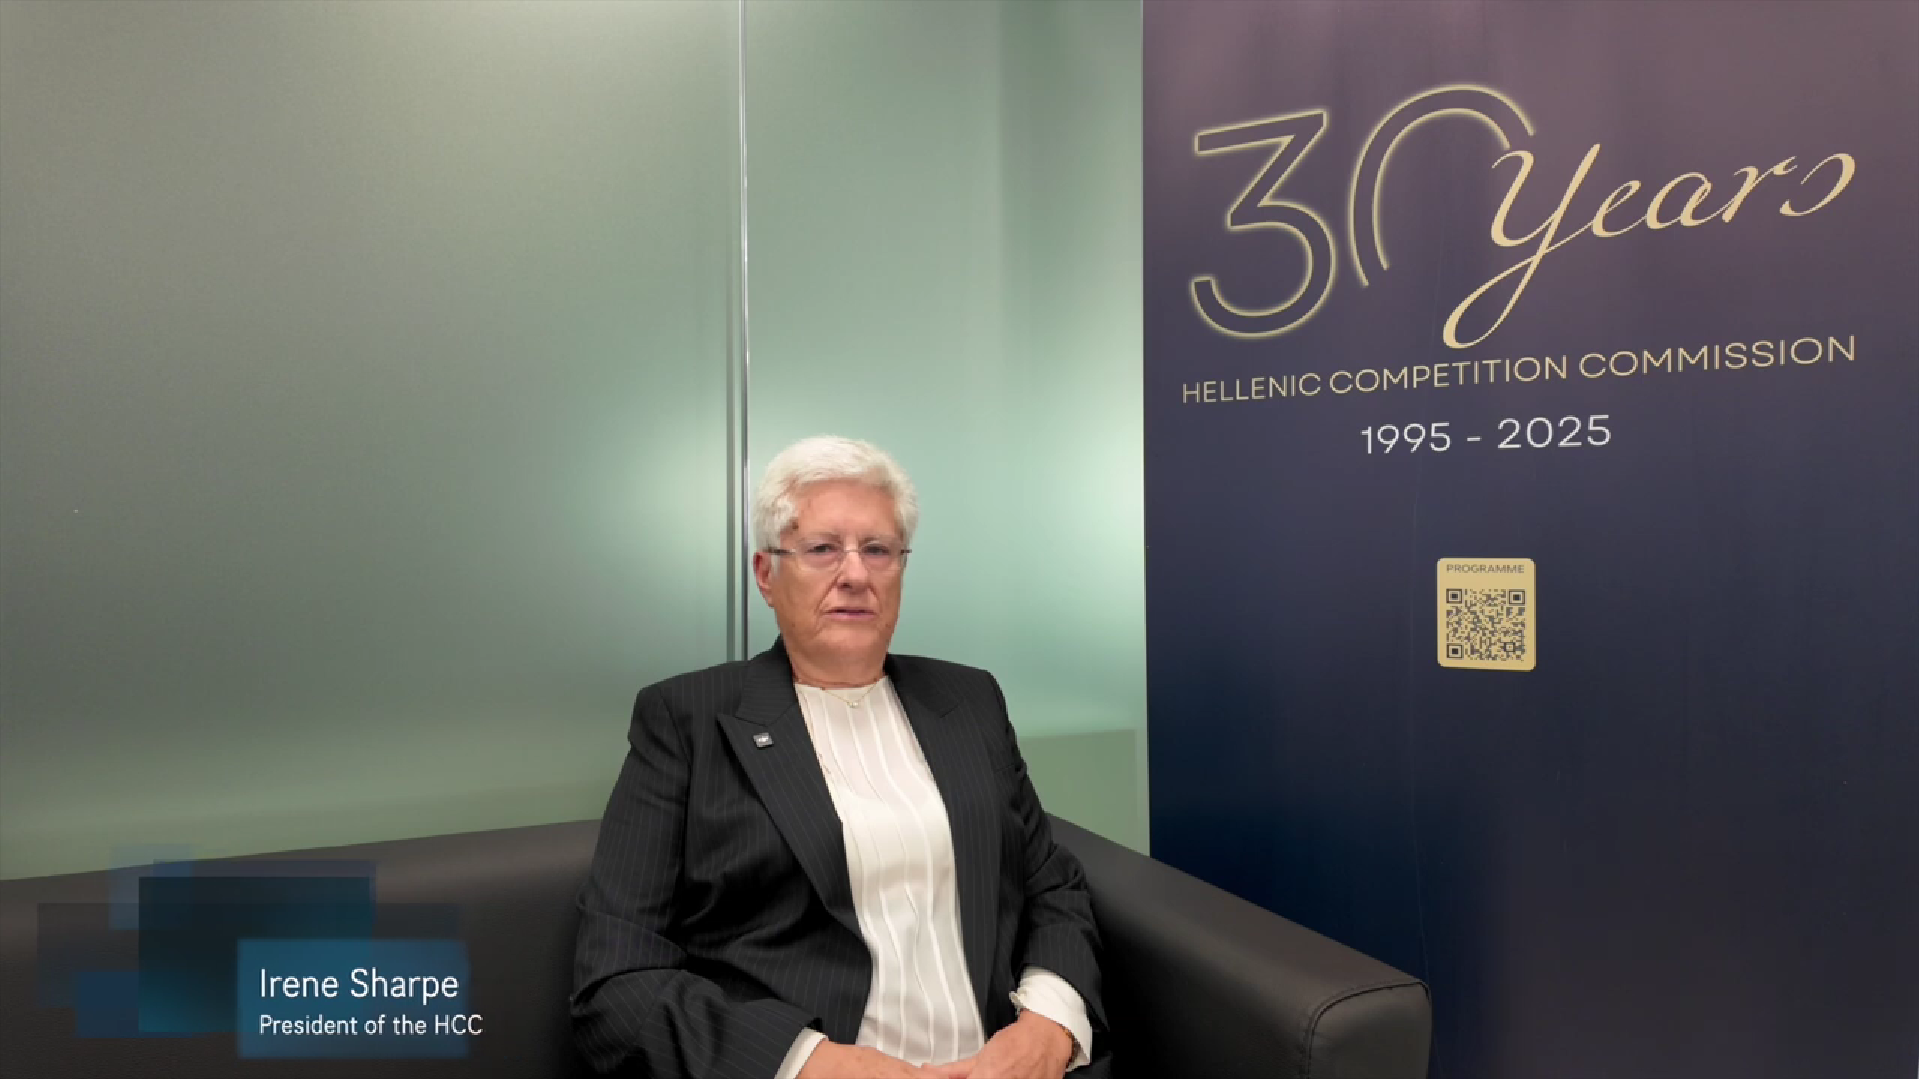 30 Years
HELLENIC COMPETITION COMMISSION
1995 - 2025
PROGRAMME
Irene Sharpe
President of the HCC